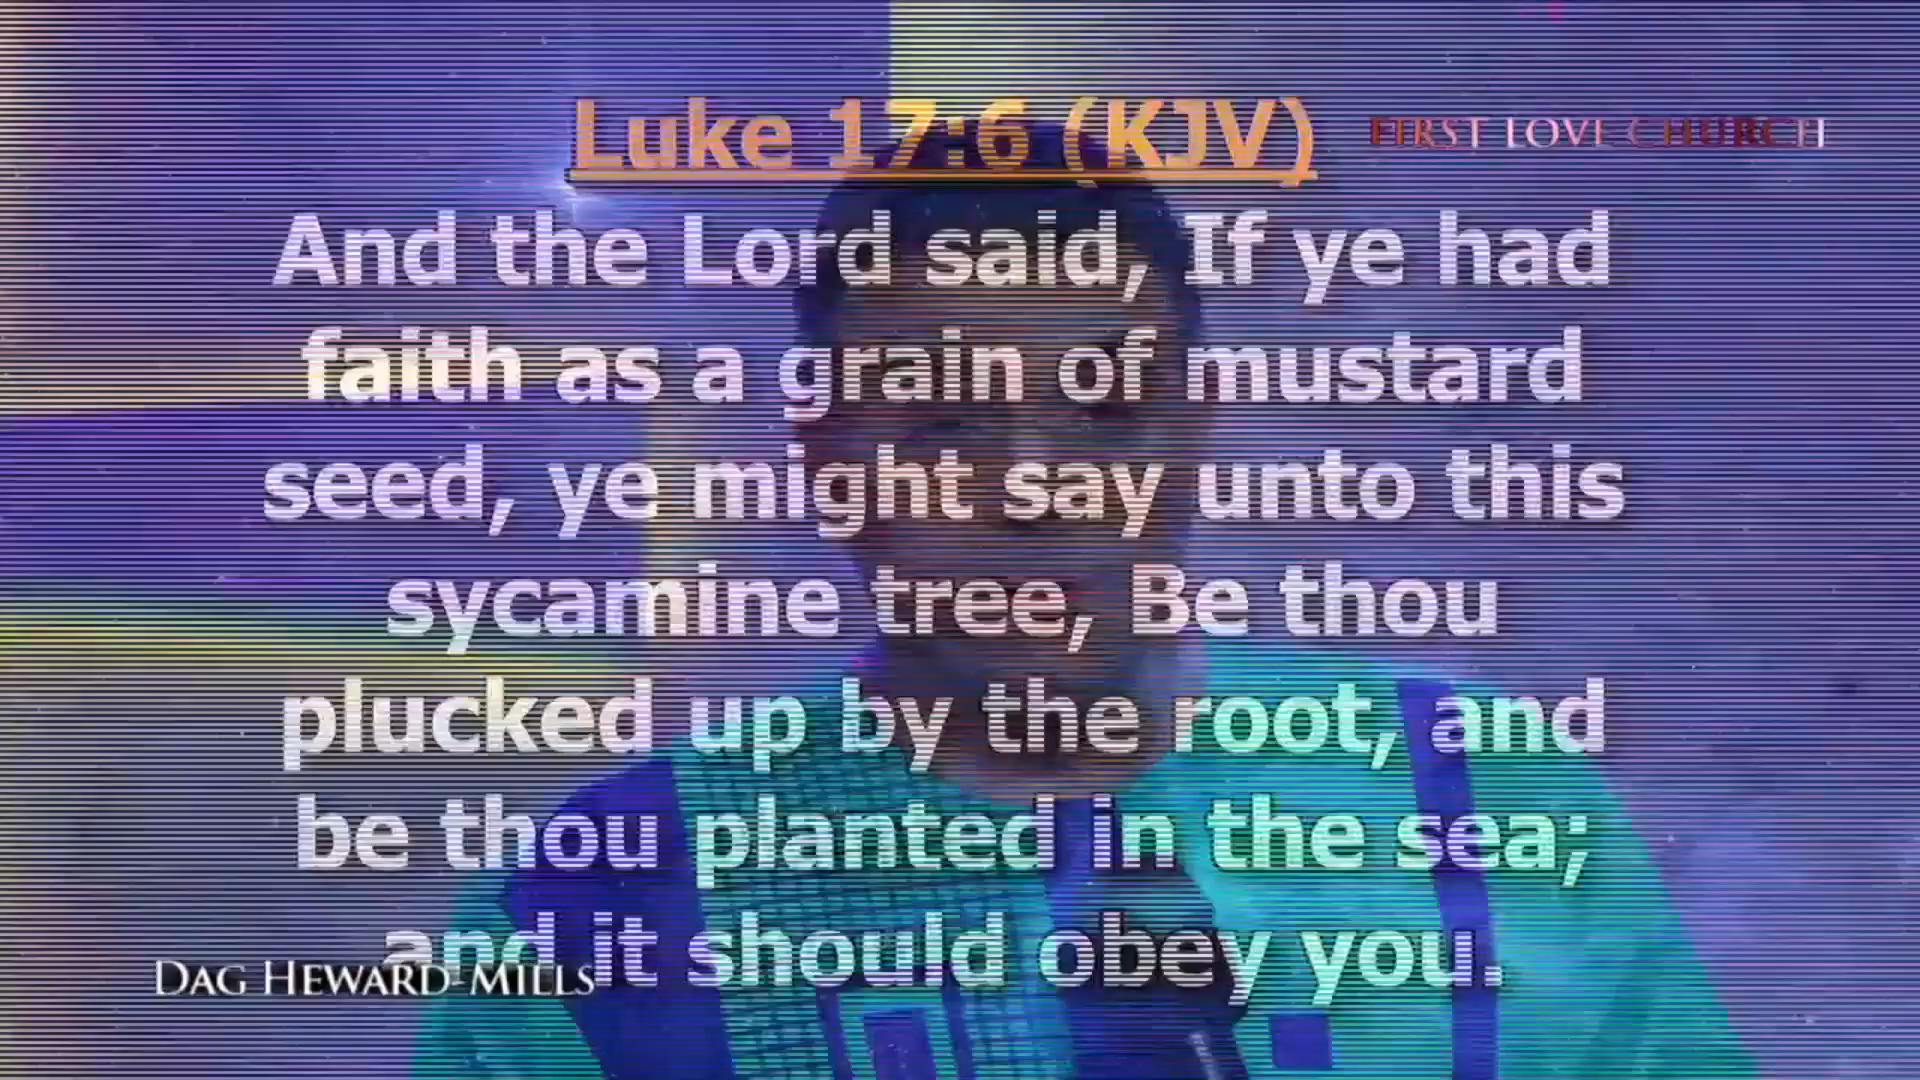 Luke 17:6 (KJV)
FIRST LOVE CHURCH
And the Lord said, If ye had
faith as a grain of mustard
seed, ye might say unto this
sycamine tree, Be thou
plucked up by the root, and
be thou planted in the sea;
and it should obey you.
DAG HEWARD-MILLS